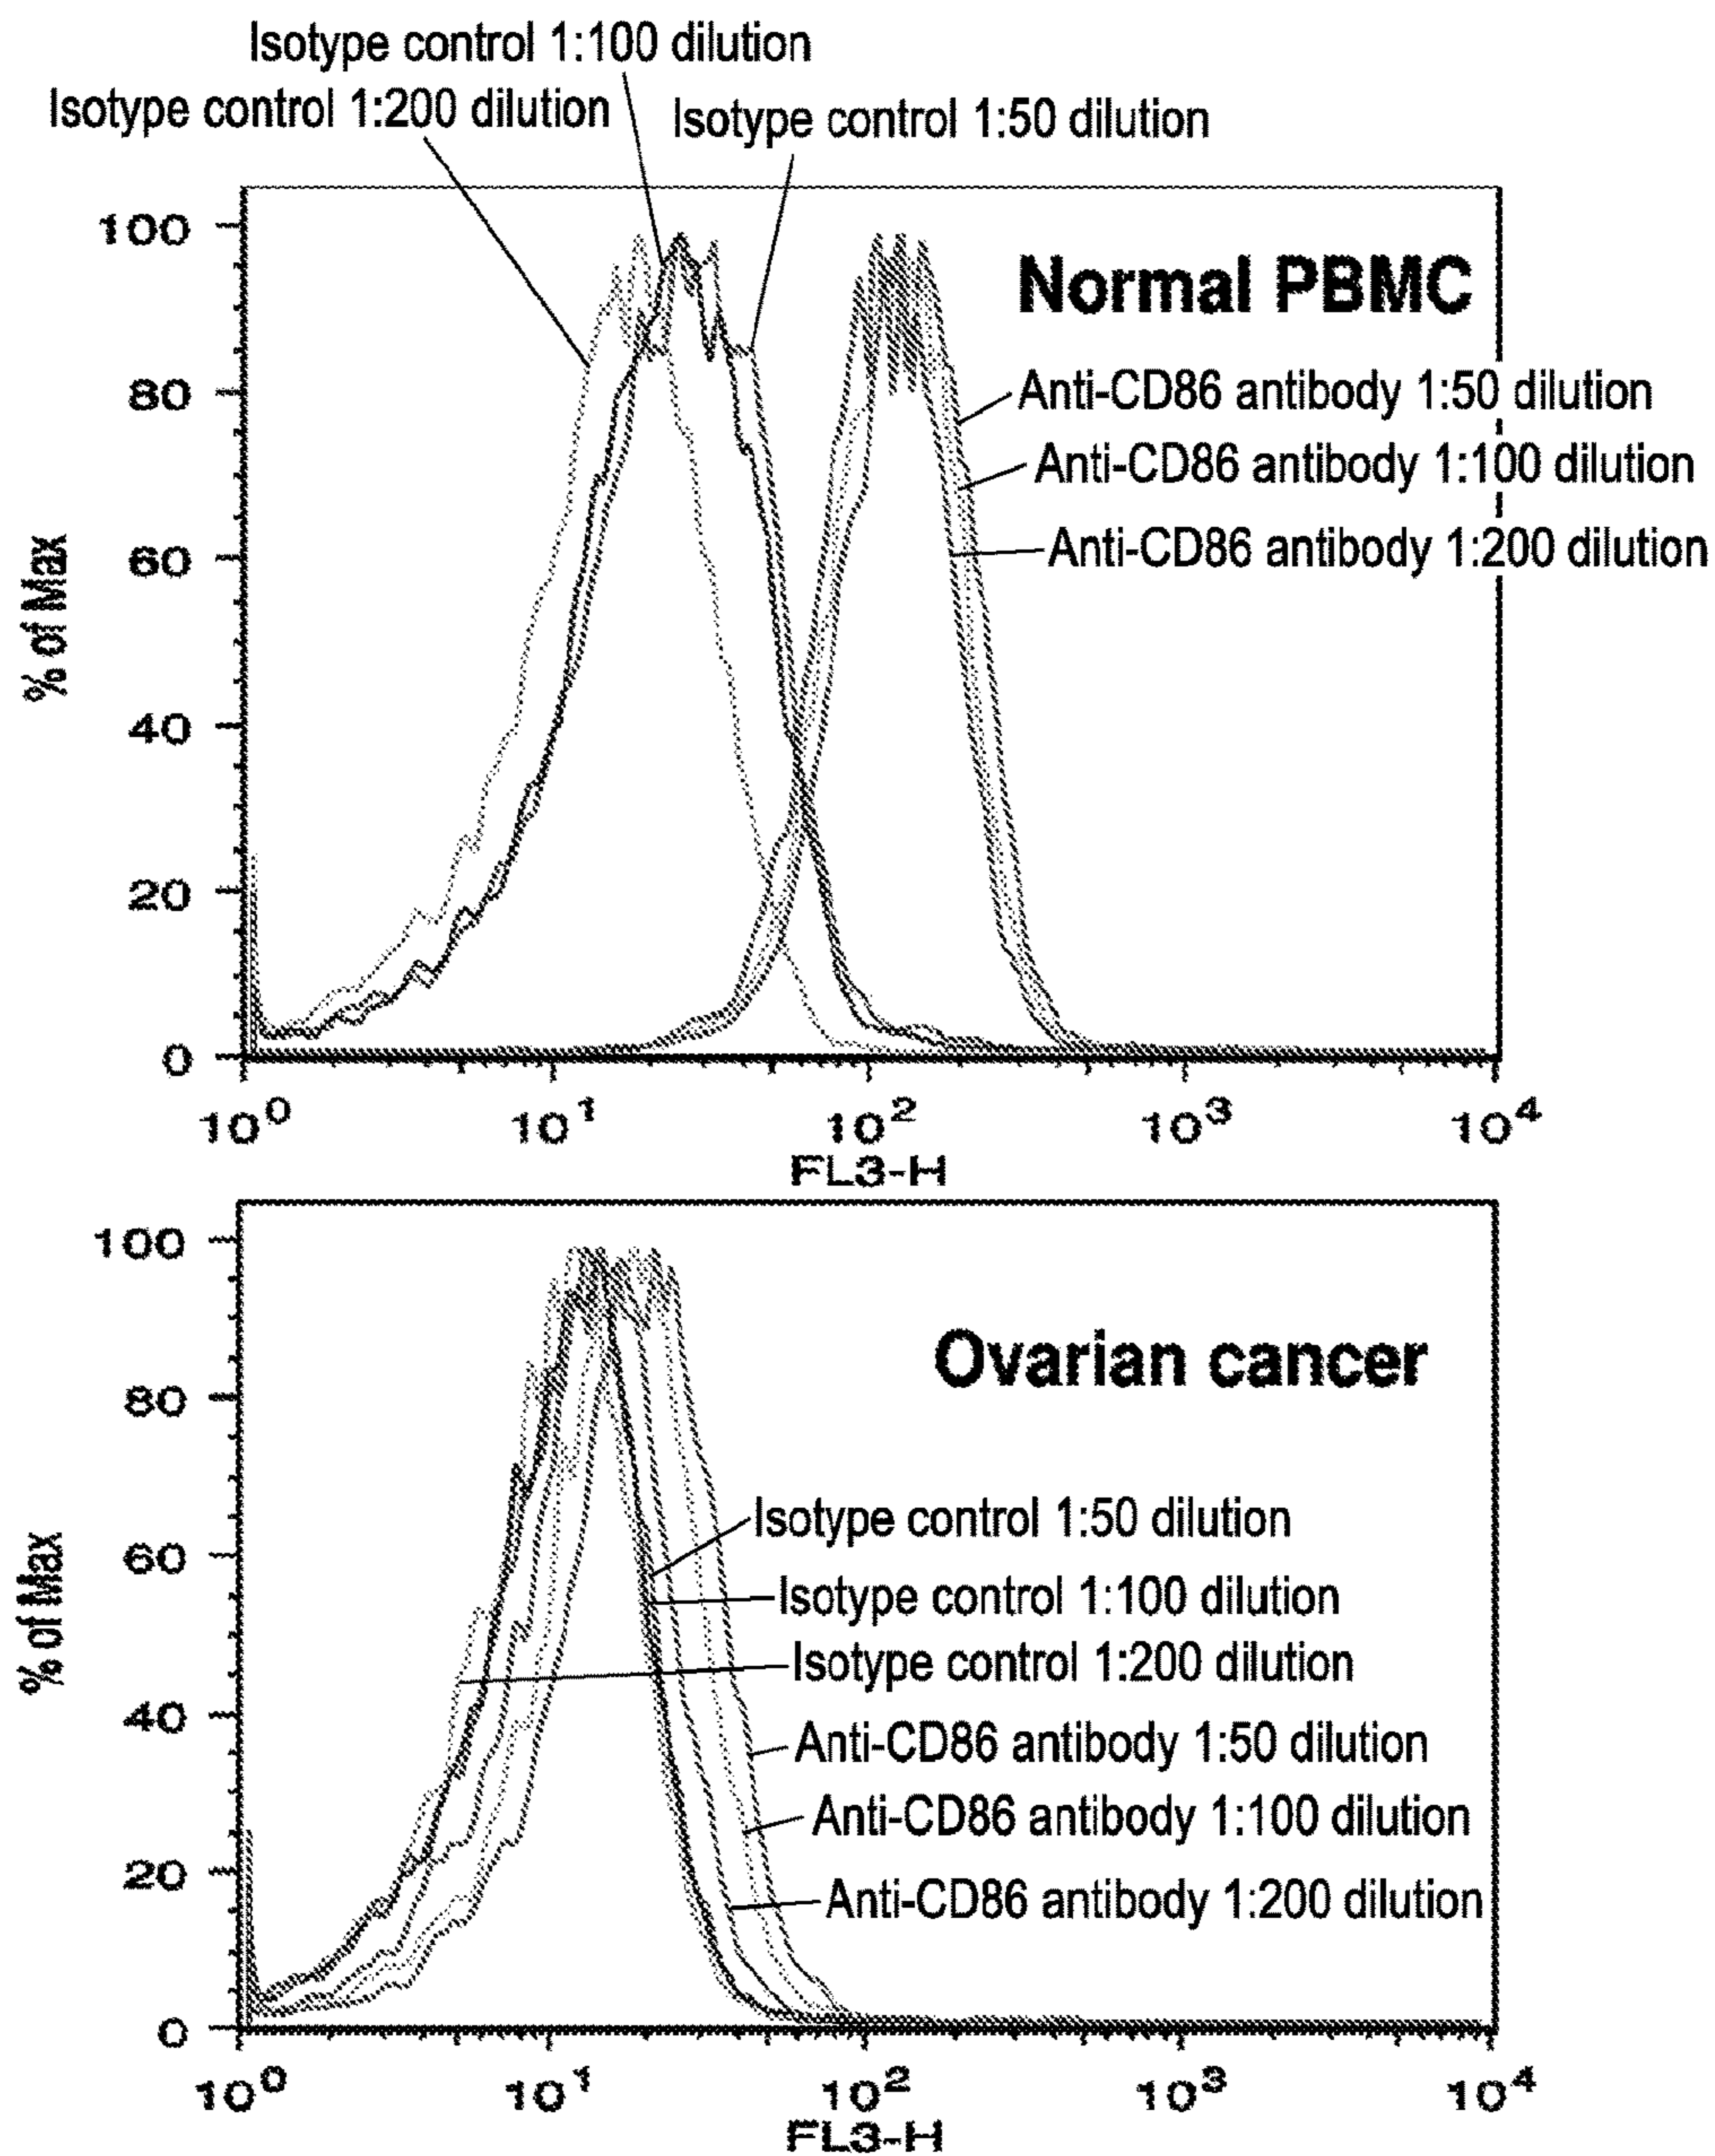 Isotype control 1:100 dilution
Isotype control 1:200 dilution
Isotype control 1:50 dilution
100
80
60
40
20
0
% of Max
Normal PBMC
Anti-CD86 antibody 1:50 dilution
Anti-CD86 antibody 1:100 dilution
Anti-CD86 antibody 1:200 dilution
10⁰ 10¹ 10² 10³ 10⁴
FL3-H
100
80
60
40
20
0
% of Max
Ovarian cancer
Isotype control 1:50 dilution
Isotype control 1:100 dilution
Isotype control 1:200 dilution
Anti-CD86 antibody 1:50 dilution
Anti-CD86 antibody 1:100 dilution
Anti-CD86 antibody 1:200 dilution
10⁰ 10¹ 10² 10³ 10⁴
FL3-H